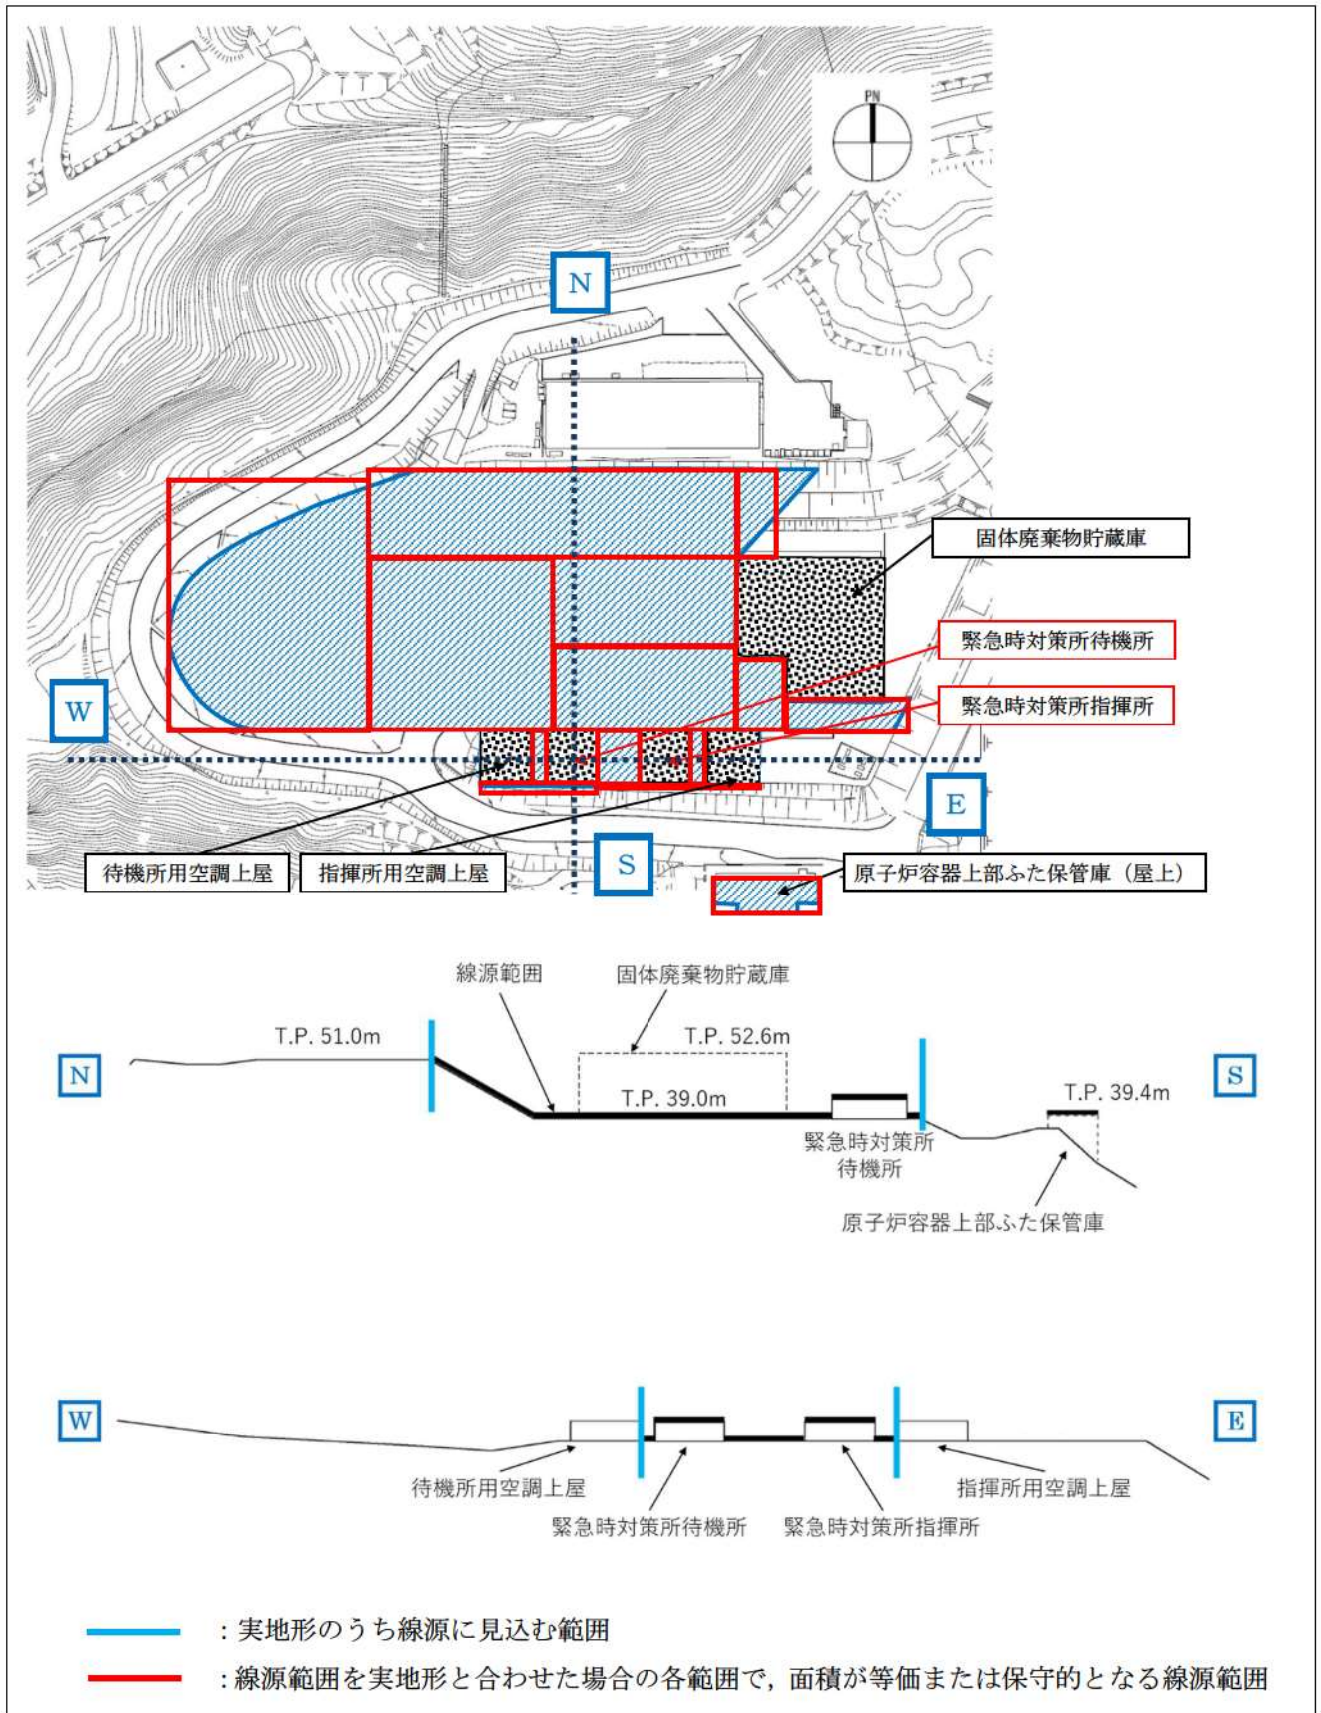 PN
N
固体廃棄物貯蔵庫
緊急時対策所待機所
W
緊急時対策所指揮所
E
S
待機所用空調上屋
指揮所用空調上屋
原子炉容器上部ふた保管庫（屋上）
線源範囲
固体廃棄物貯蔵庫
T.P. 51.0m
T.P. 52.6m
N
S
T.P. 39.0m
T.P. 39.4m
緊急時対策所
待機所
原子炉容器上部ふた保管庫
W
E
待機所用空調上屋
指揮所用空調上屋
緊急時対策所待機所
緊急時対策所指揮所
：実地形のうち線源に見込む範囲
：線源範囲を実地形と合わせた場合の各範囲で，面積が等価または保守的となる線源範囲